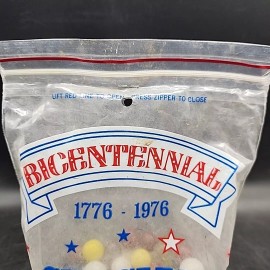 LIFT RED LINE TO OPEN PRESS ZIPPER TO CLOSE
BICENTENNIAL
1776 - 1976